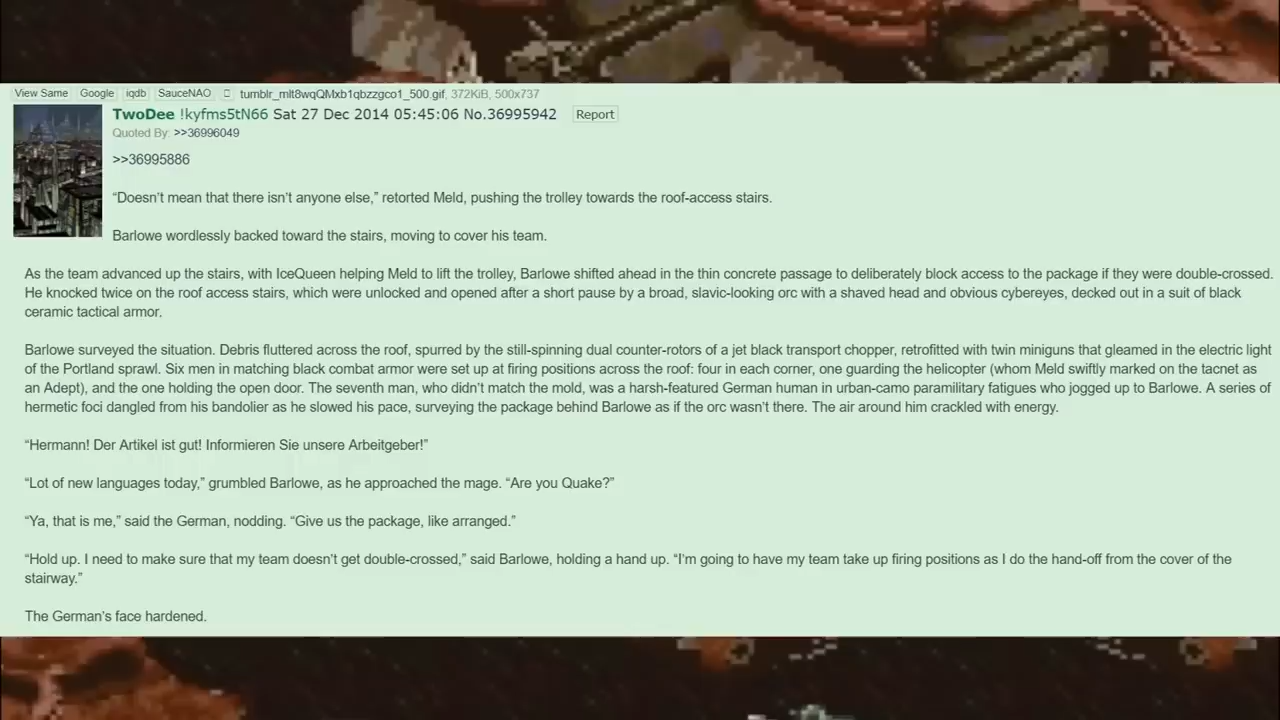 View Same Google iqdb SauceNAO tumblr_mlt8wqQMxb1qbzzgco1_500.gif, 372KiB, 500x737
TwoDee !kyfms5tN66 Sat 27 Dec 2014 05:45:06 No.36995942 Report
Quoted By: >>36996049
>>36995886
“Doesn’t mean that there isn’t anyone else,” retorted Meld, pushing the trolley towards the roof-access stairs.
Barlowe wordlessly backed toward the stairs, moving to cover his team.
As the team advanced up the stairs, with IceQueen helping Meld to lift the trolley, Barlowe shifted ahead in the thin concrete passage to deliberately block access to the package if they were double-crossed.
He knocked twice on the roof access stairs, which were unlocked and opened after a short pause by a broad, slavic-looking orc with a shaved head and obvious cybereyes, decked out in a suit of black
ceramic tactical armor.
Barlowe surveyed the situation. Debris fluttered across the roof, spurred by the still-spinning dual counter-rotors of a jet black transport chopper, retrofitted with twin miniguns that gleamed in the electric light
of the Portland sprawl. Six men in matching black combat armor were set up at firing positions across the roof: four in each corner, one guarding the helicopter (whom Meld swiftly marked on the tacnet as
an Adept), and the one holding the open door. The seventh man, who didn’t match the mold, was a harsh-featured German human in urban-camo paramilitary fatigues who jogged up to Barlowe. A series of
hermetic foci dangled from his bandolier as he slowed his pace, surveying the package behind Barlowe as if the orc wasn’t there. The air around him crackled with energy.
“Hermann! Der Artikel ist gut! Informieren Sie unsere Arbeitgeber!”
“Lot of new languages today,” grumbled Barlowe, as he approached the mage. “Are you Quake?”
“Ya, that is me,” said the German, nodding. “Give us the package, like arranged.”
“Hold up. I need to make sure that my team doesn’t get double-crossed,” said Barlowe, holding a hand up. “I’m going to have my team take up firing positions as I do the hand-off from the cover of the
stairway.”
The German’s face hardened.